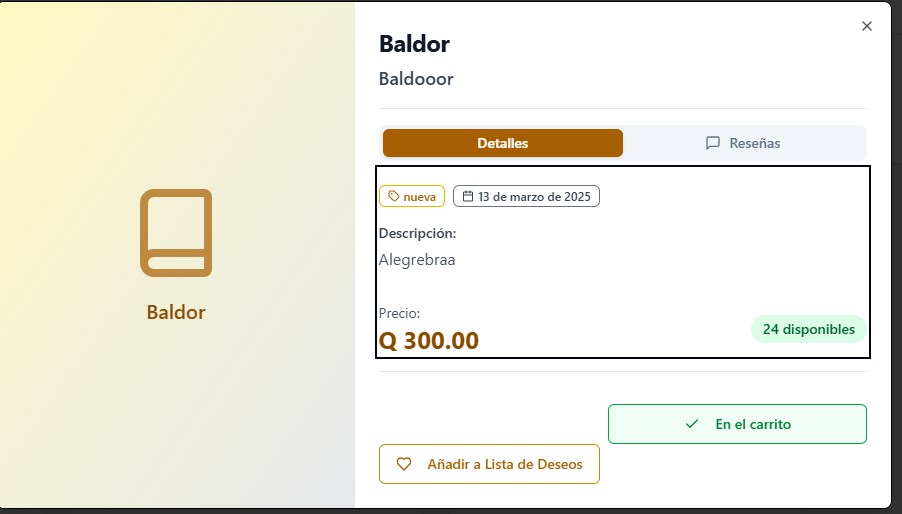 Baldor
Baldooor
Detalles
Reseñas
nueva
13 de marzo de 2025
Descripción:
Alegrebraa
Precio:
Q 300.00
24 disponibles
Baldor
En el carrito
Añadir a Lista de Deseos